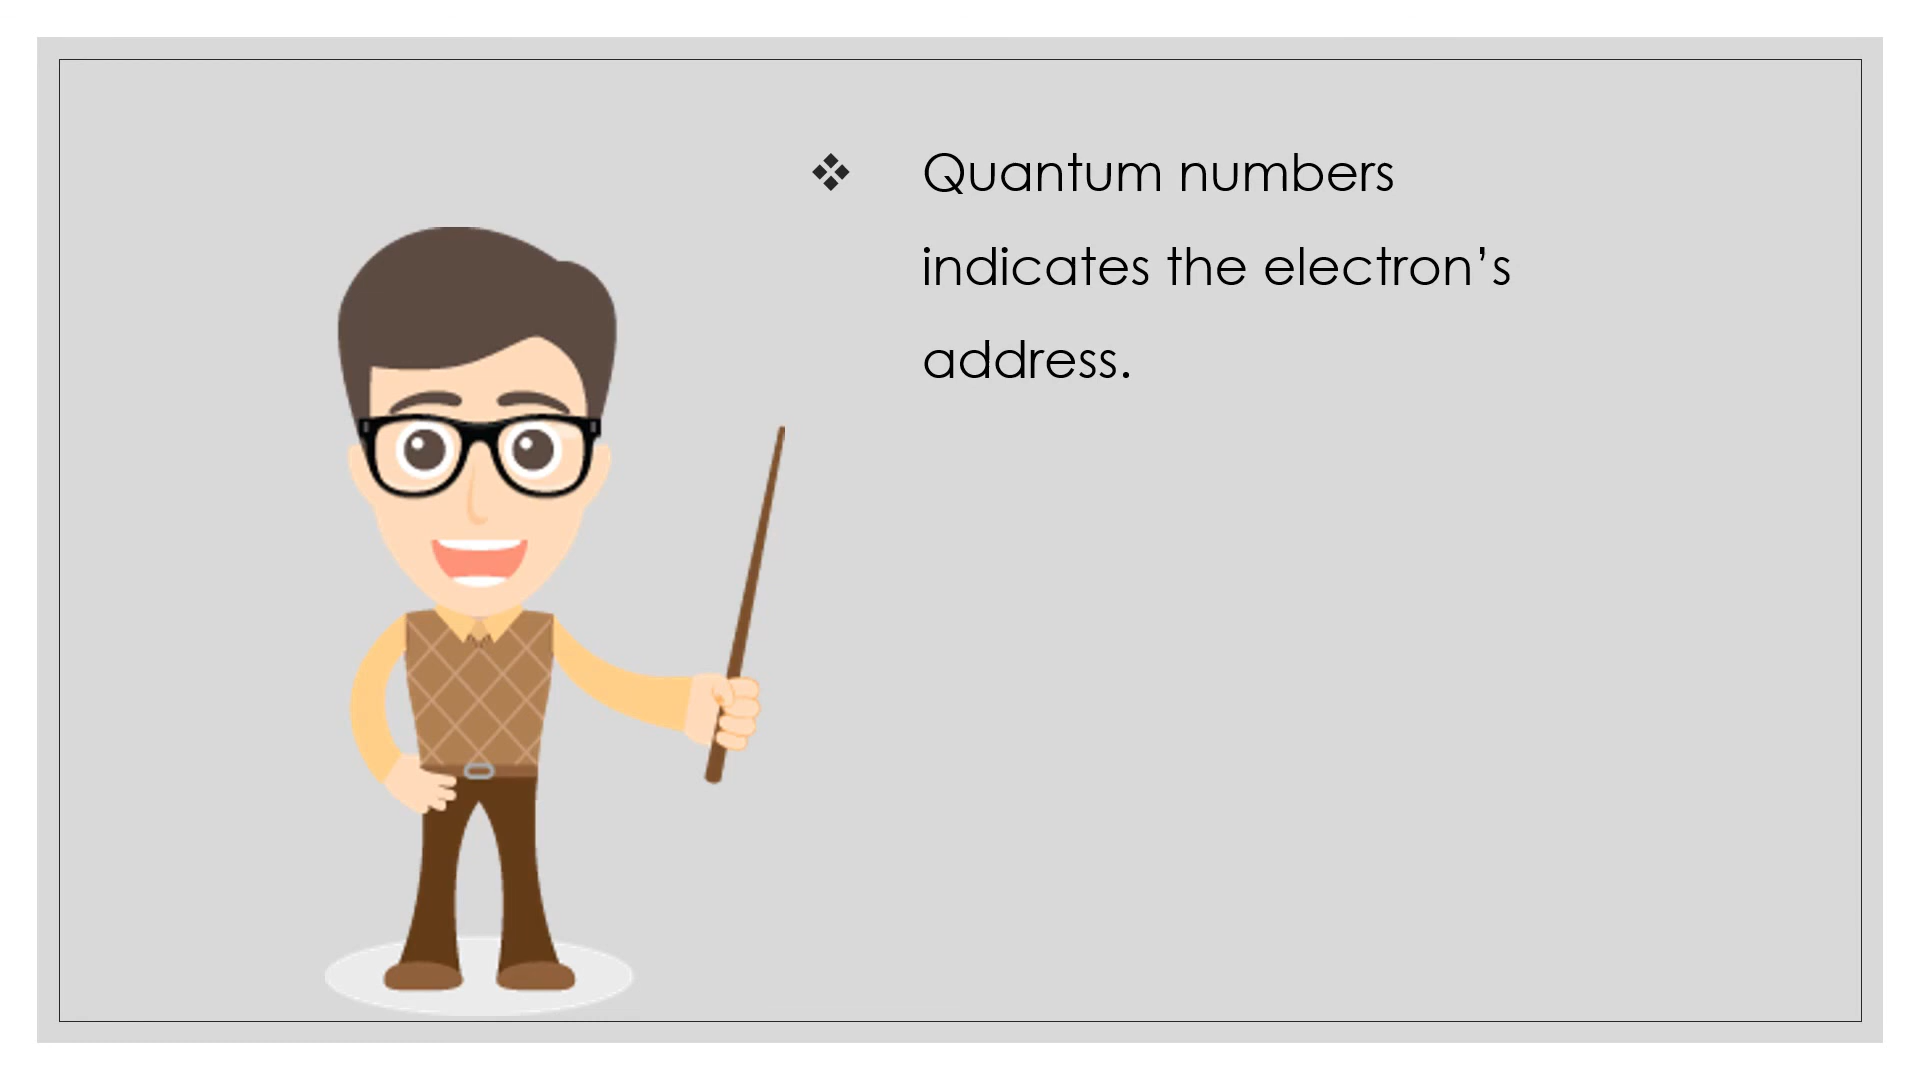 Quantum numbers
indicates the electron’s
address.